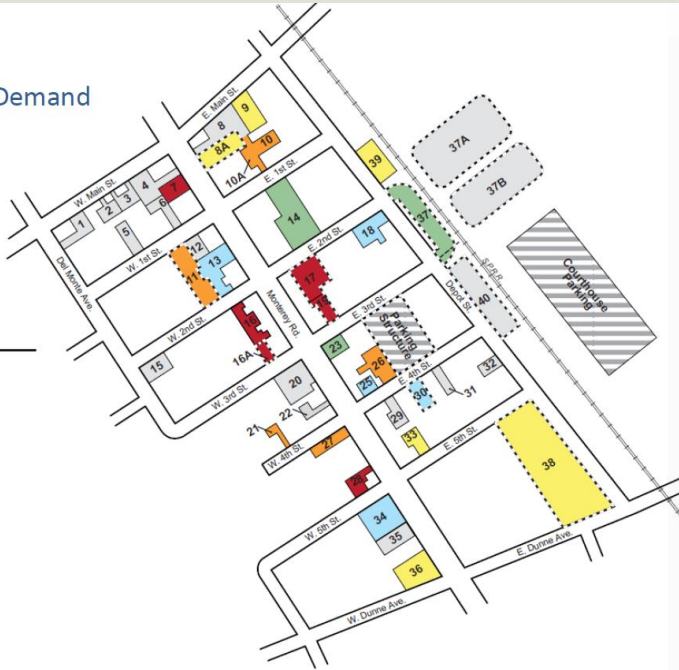 Demand
E. Main St.
9
8
8A
10
10A
W. Main St.
4
7
3
2
6
1
5
E. 1st St.
39
37A
37B
14
37
W. 1st St.
12
13
11
E. 2nd St.
18
17
S.P.R.R.
Courthouse
Parking
Del Monte Ave.
Monterey Rd.
Depot St.
40
W. 2nd St.
16
16A
E. 3rd St.
Parking
Structure
23
26
25
15
20
22
W. 3rd St.
E. 4th St.
30
31
32
29
33
21
27
W. 4th St.
28
E. 5th St.
38
W. 5th St.
34
35
36
E. Dunne Ave.
W. Dunne Ave.